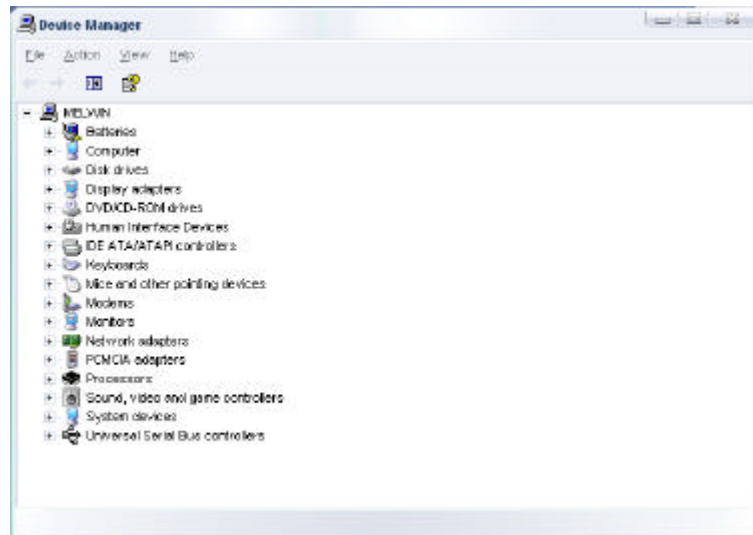 Device Manager
File Action View Help
MELVIN
Batteries
Computer
Disk drives
Display adapters
DVD/CD-ROM drives
Human Interface Devices
IDE ATA/ATAPI controllers
Keyboards
Mice and other pointing devices
Modems
Monitors
Network adapters
PCMCIA adapters
Processors
Sound, video and game controllers
System devices
Universal Serial Bus controllers